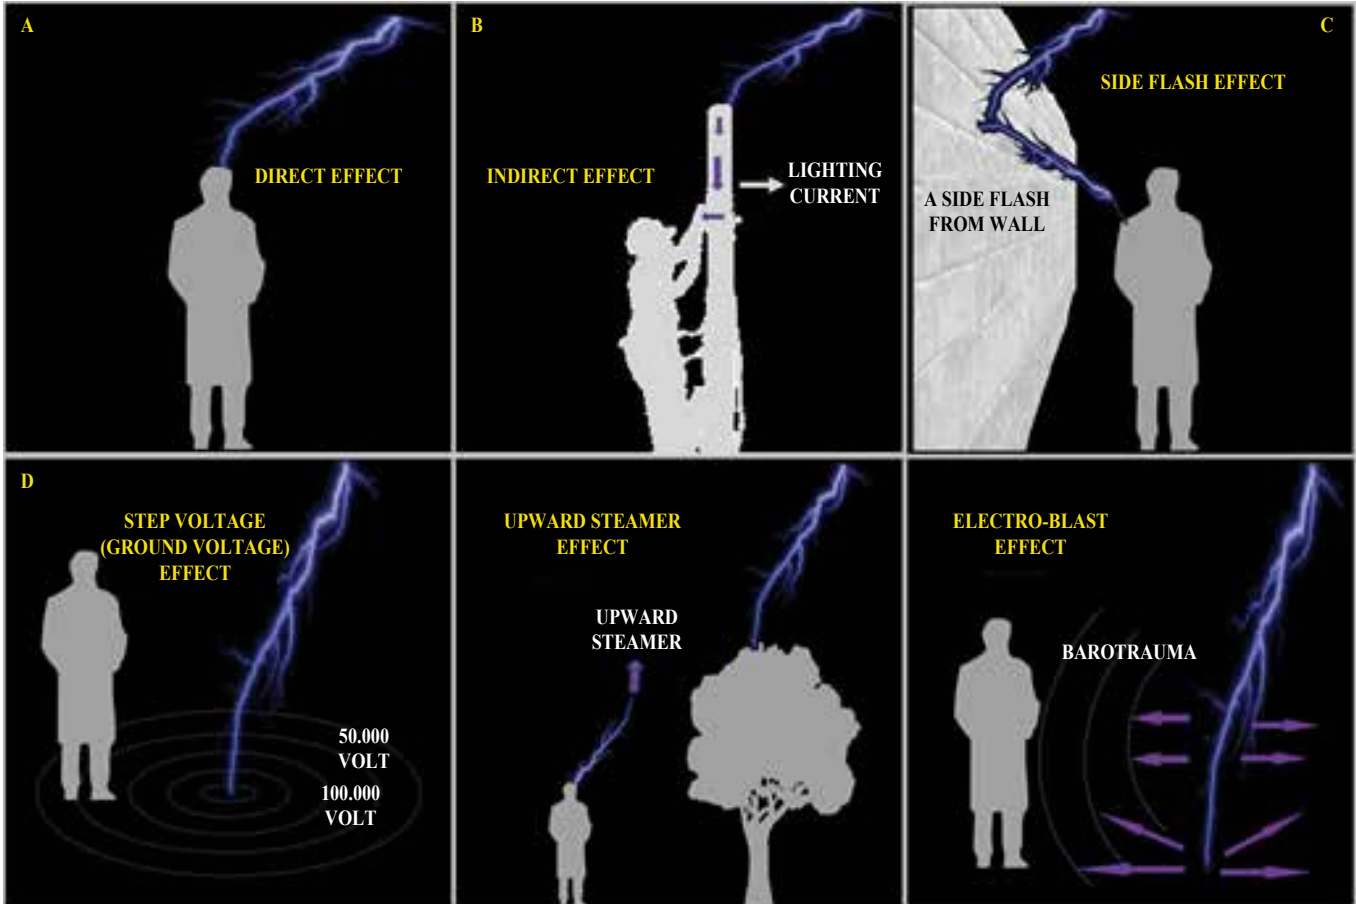 A
DIRECT EFFECT
B
INDIRECT EFFECT
LIGHTING
CURRENT
C
SIDE FLASH EFFECT
A SIDE FLASH
FROM WALL
D
STEP VOLTAGE
(GROUND VOLTAGE)
EFFECT
50.000
VOLT
100.000
VOLT
UPWARD STEAMER
EFFECT
UPWARD
STEAMER
ELECTRO-BLAST
EFFECT
BAROTRAUMA